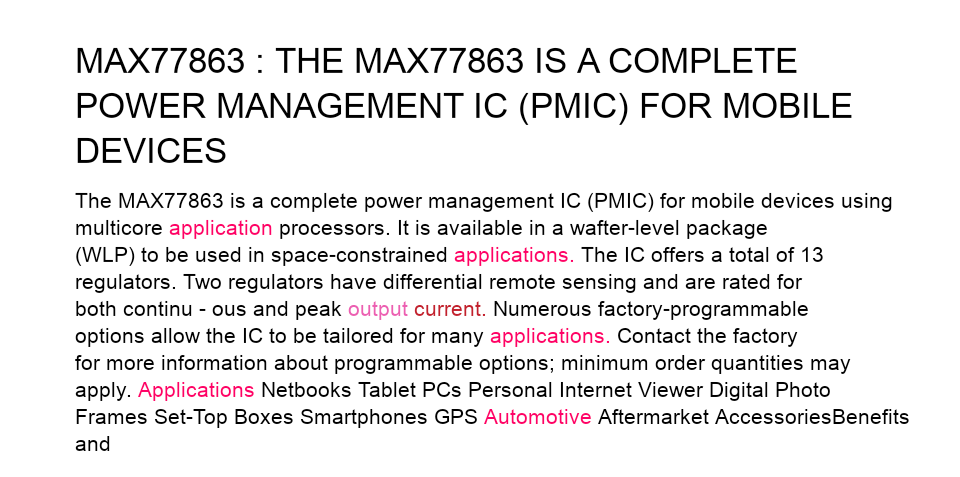 MAX77863 : THE MAX77863 IS A COMPLETE
POWER MANAGEMENT IC (PMIC) FOR MOBILE
DEVICES
The MAX77863 is a complete power management IC (PMIC) for mobile devices using
multicore application processors. It is available in a wafter-level package
(WLP) to be used in space-constrained applications. The IC offers a total of 13
regulators. Two regulators have differential remote sensing and are rated for
both continu - ous and peak output current. Numerous factory-programmable
options allow the IC to be tailored for many applications. Contact the factory
for more information about programmable options; minimum order quantities may
apply. Applications Netbooks Tablet PCs Personal Internet Viewer Digital Photo
Frames Set-Top Boxes Smartphones GPS Automotive Aftermarket AccessoriesBenefits
and